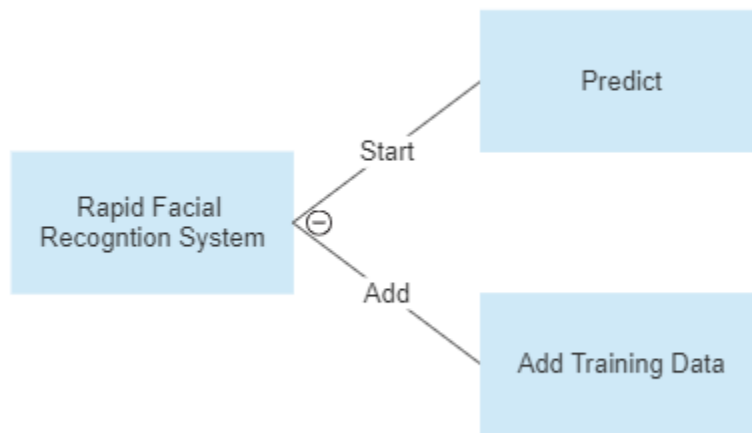 Predict
Start
Rapid Facial
Recogntion System
Add
Add Training Data